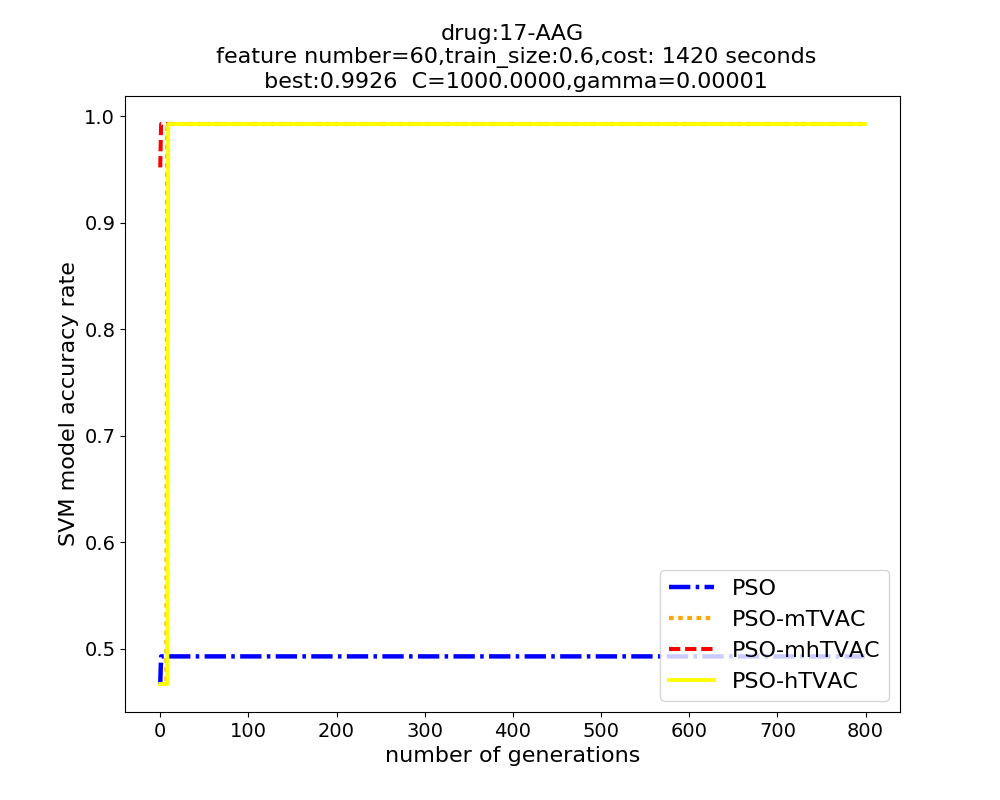 drug:17-AAG
feature number=60,train_size:0.6,cost: 1420 seconds
best:0.9926  C=1000.0000,gamma=0.00001
SVM model accuracy rate
1.0
0.9
0.8
0.7
0.6
0.5
PSO
PSO-mTVAC
PSO-mhTVAC
PSO-hTVAC
0 100 200 300 400 500 600 700 800
number of generations